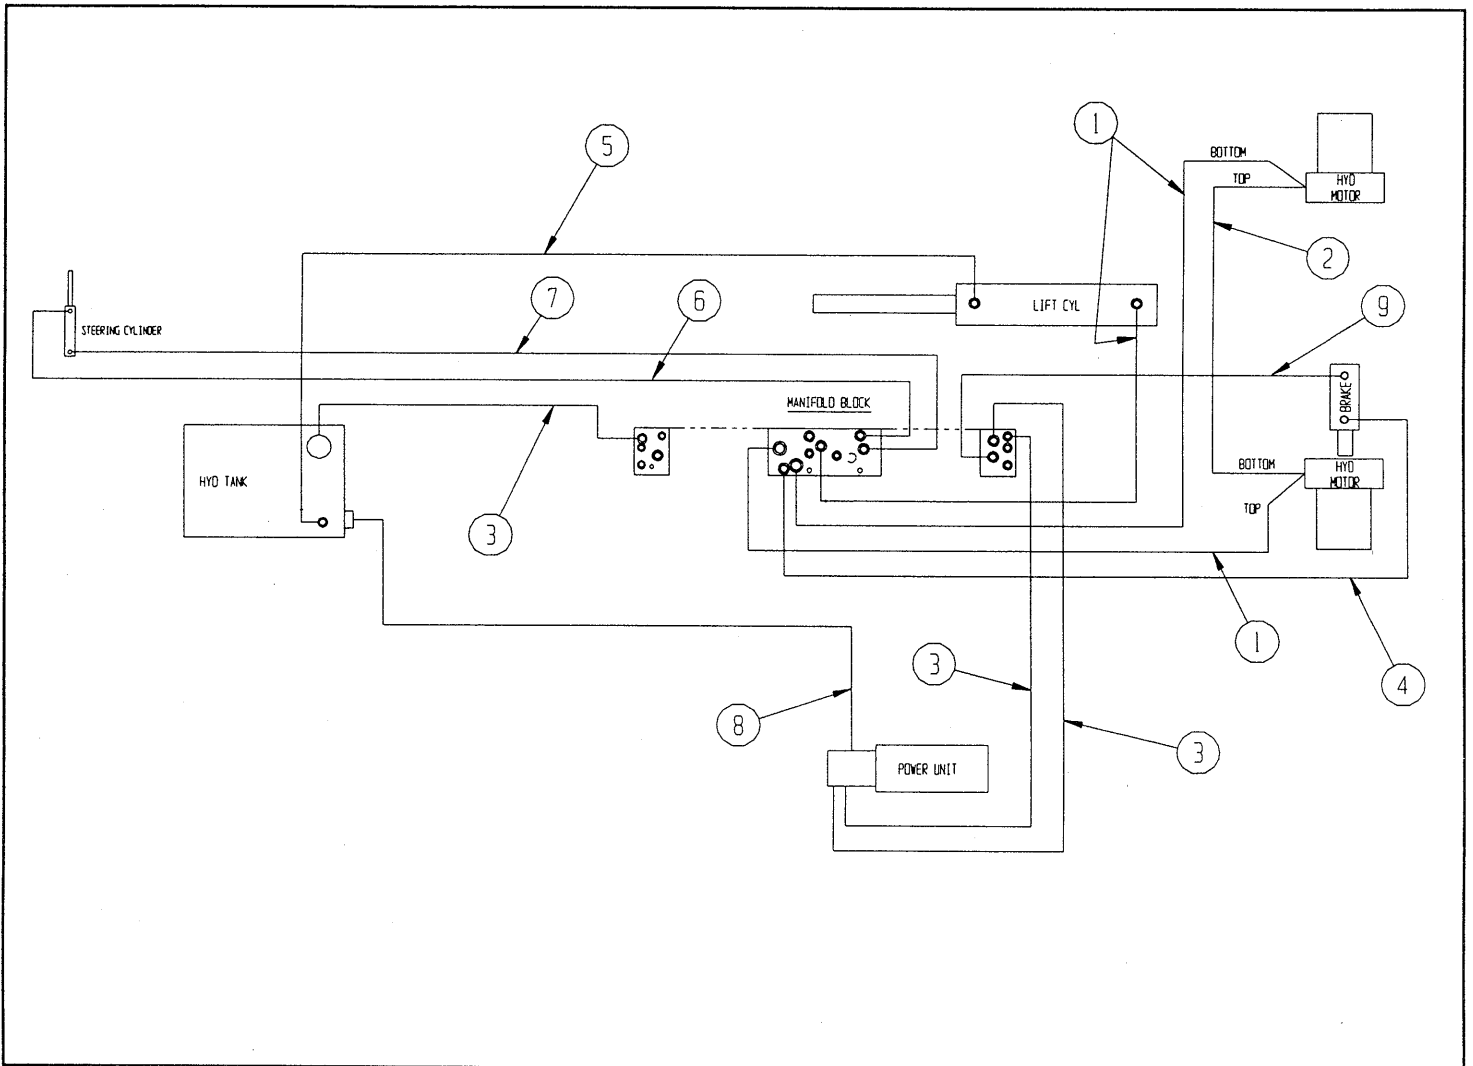 1
5
BOTTOM
TOP
HYD
MOTOR
2
7
6
LIFT CYL
9
STEERING CYLINDER
MANIFOLD BLOCK
BRAKE
3
BOTTOM
HYD
MOTOR
HYD TANK
TOP
3
1
3
4
8
3
POWER UNIT